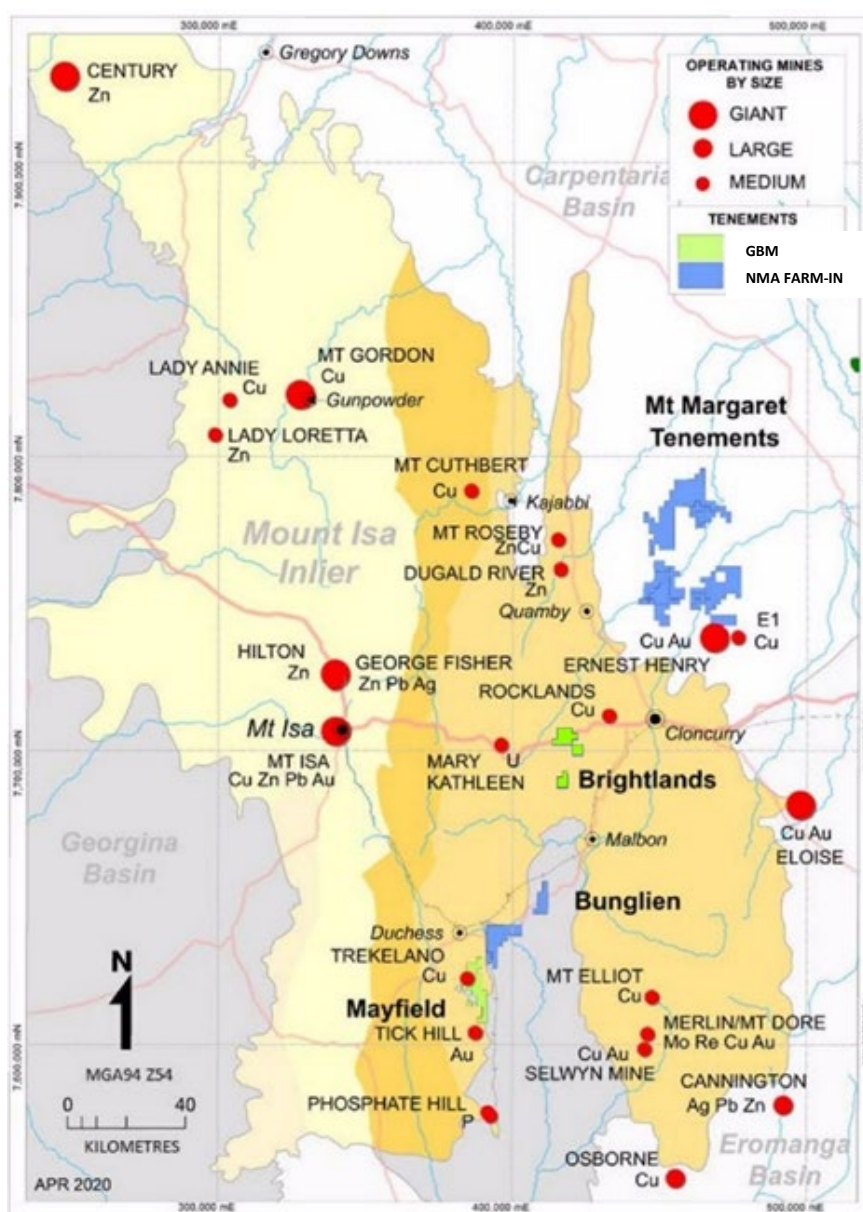 300,000 mE
400,000 mE
500,000 mE
Gregory Downs
CENTURY
Zn
OPERATING MINES
BY SIZE
GIANT
LARGE
MEDIUM
TENEMENTS
GBM
NMA FARM-IN
7,900,000 mN
Carpentaria
Basin
LADY ANNIE
Cu
MT GORDON
Cu
Gunpowder
LADY LORETTA
Zn
Mt Margaret
Tenements
7,800,000 mN
MT CUTHBERT
Cu
Kajabbi
Mount Isa
Inlier
MT ROSEBY
ZnCu
DUGALD RIVER
Zn
Quamby
E1
Cu
Cu Au
ERNEST HENRY
HILTON
Zn
GEORGE FISHER
Zn Pb Ag
ROCKLANDS
Cu
Mt Isa
Cloncurry
MT ISA
Cu Zn Pb Au
MARY
KATHLEEN
U
7,700,000 mN
Brightlands
Cu Au
ELOISE
Georgina
Basin
Malbon
Bunglien
Duchess
TREKELANO
Cu
N
Mayfield
MT ELLIOT
Cu
TICK HILL
Au
MERLIN/MT DORE
Mo Re Cu Au
Cu Au
SELWYN MINE
7,600,000 mN
MGA94 Z54
0 40
KILOMETRES
PHOSPHATE HILL
P
CANNINGTON
Ag Pb Zn
OSBORNE
Cu
Eromanga
Basin
APR 2020
300,000 mE
400,000 mE
500,000 mE